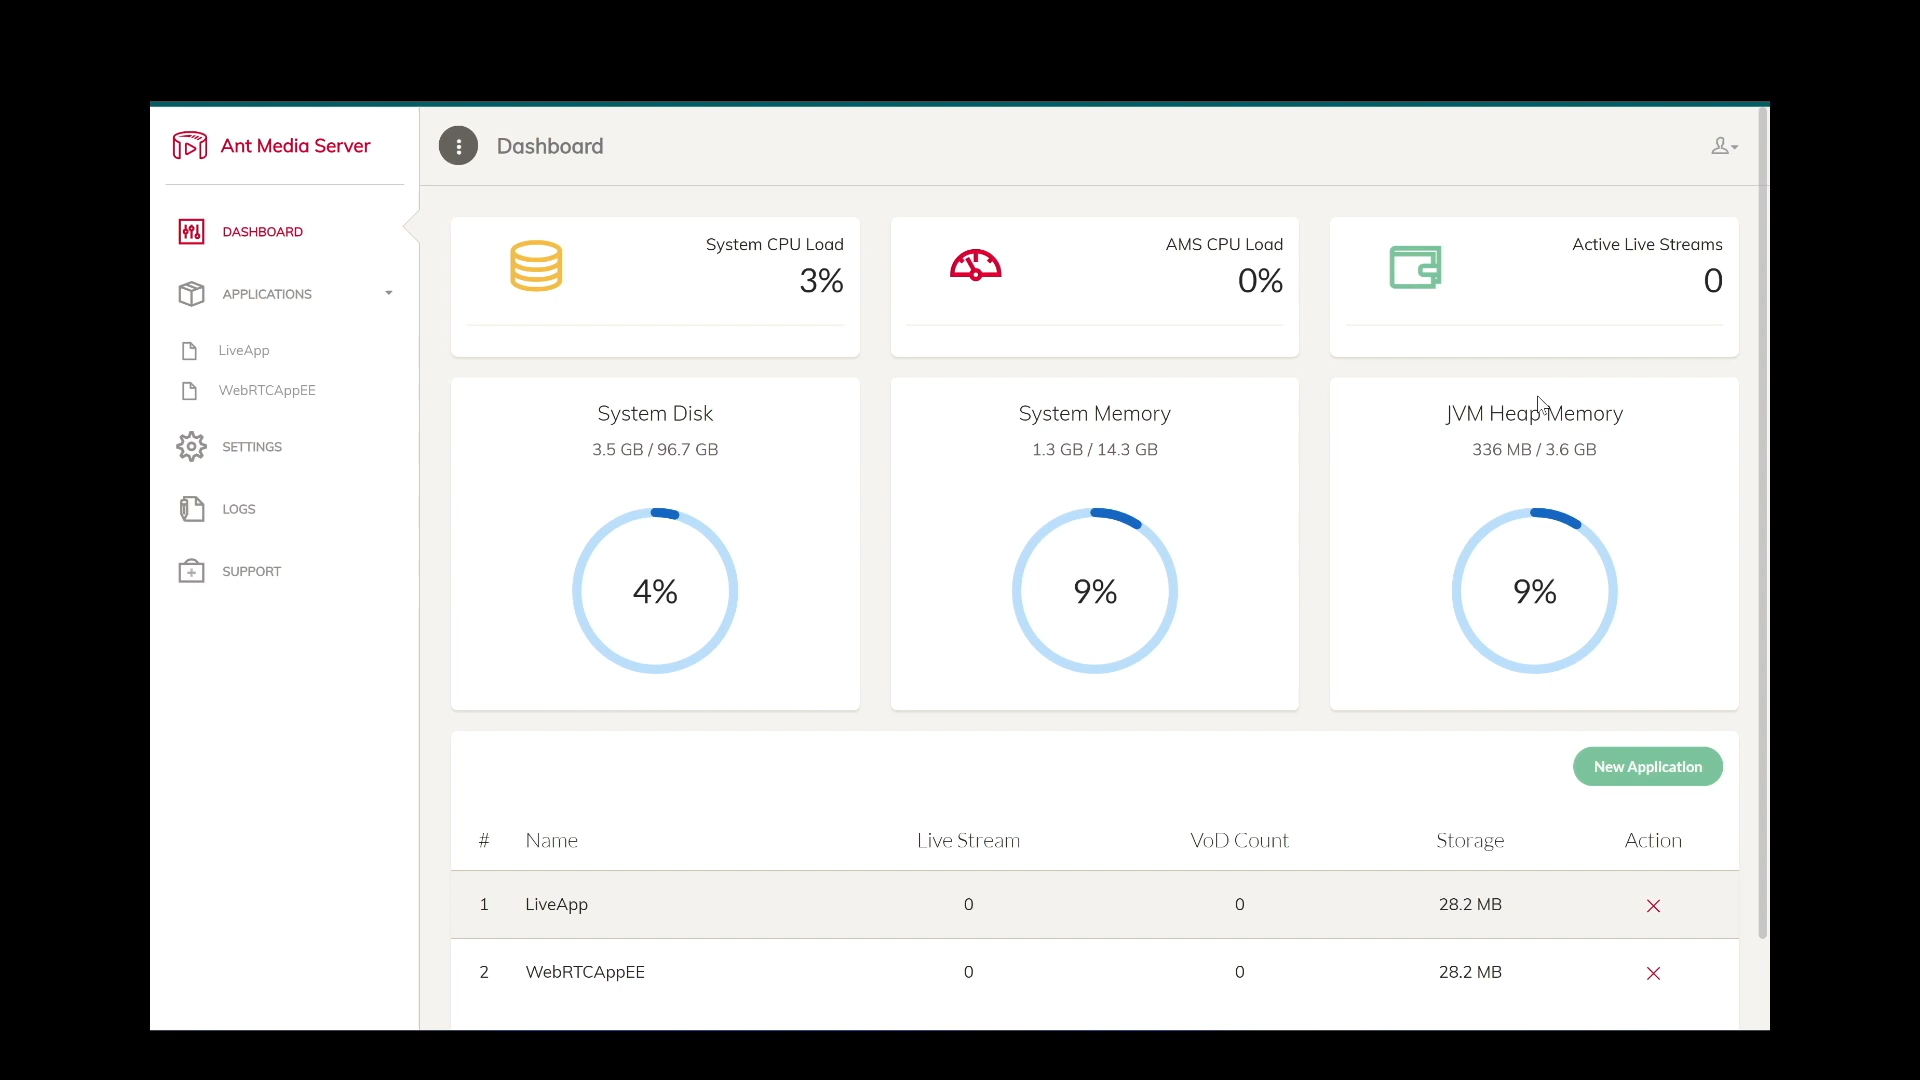 Ant Media Server
Dashboard
DASHBOARD
APPLICATIONS
LiveApp
WebRTCAppEE
SETTINGS
LOGS
SUPPORT
System CPU Load
3%
AMS CPU Load
0%
Active Live Streams
0
System Disk
3.5 GB / 96.7 GB
4%
System Memory
1.3 GB / 14.3 GB
9%
JVM Heap Memory
336 MB / 3.6 GB
9%
New Application
# Name Live Stream VoD Count Storage Action
1 LiveApp 0 0 28.2 MB
2 WebRTCAppEE 0 0 28.2 MB